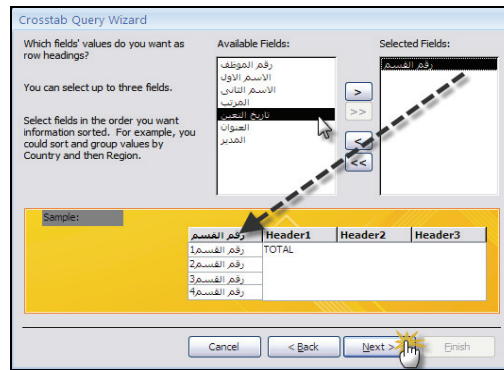 Crosstab Query Wizard
Which fields' values do you want as
row headings?
You can select up to three fields.
Select fields in the order you want
information sorted. For example, you
could sort and group values by
Country and then Region.
Available Fields:
رقم الموظف
الاسم الاول
الاسم الثانى
المرتب
تاريخ التعين
العنوان
المدير
>
>>
<
<<
Selected Fields:
رقم القسم
Sample:
رقم القسم Header1 Header2 Header3
رقم القسم1 TOTAL
رقم القسم2
رقم القسم3
رقم القسم4
Cancel < Back Next > Finish